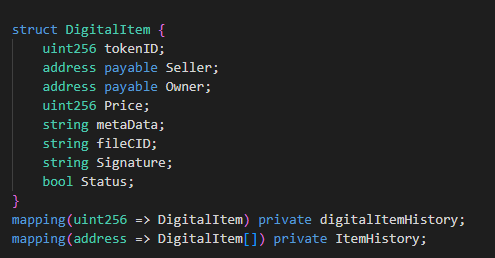 struct DigitalItem {
    uint256 tokenID;
    address payable Seller;
    address payable Owner;
    uint256 Price;
    string metaData;
    string fileCID;
    string Signature;
    bool Status;
}
mapping(uint256 => DigitalItem) private digitalItemHistory;
mapping(address => DigitalItem[]) private ItemHistory;